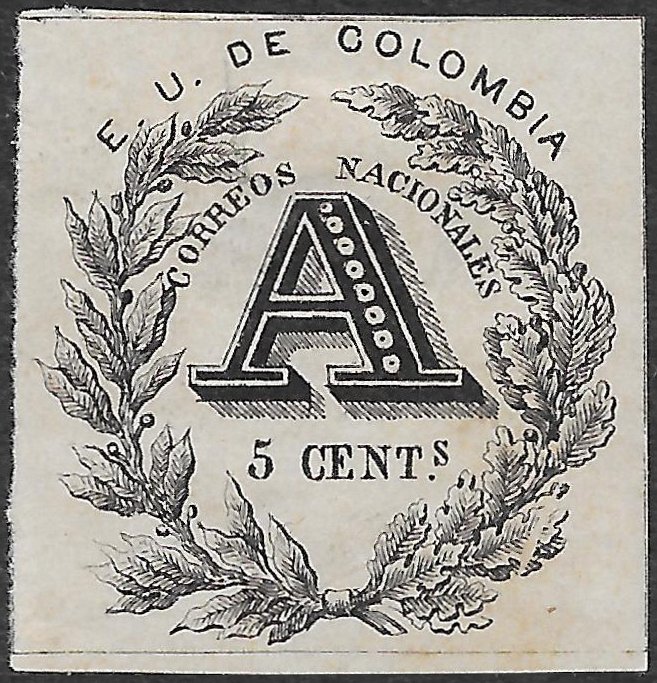 E. U. DE COLOMBIA
CORREOS NACIONALES
A
5 CENT.S